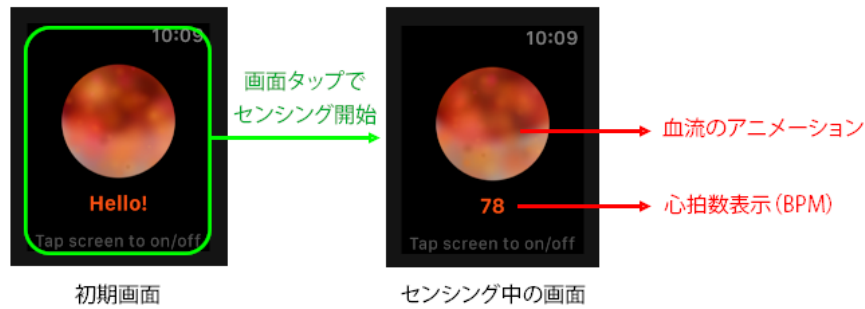 10:09
Hello!
Tap screen to on/off
初期画面
画面タップで
センシング開始
10:09
78
Tap screen to on/off
センシング中の画面
血流のアニメーション
心拍数表示(BPM)